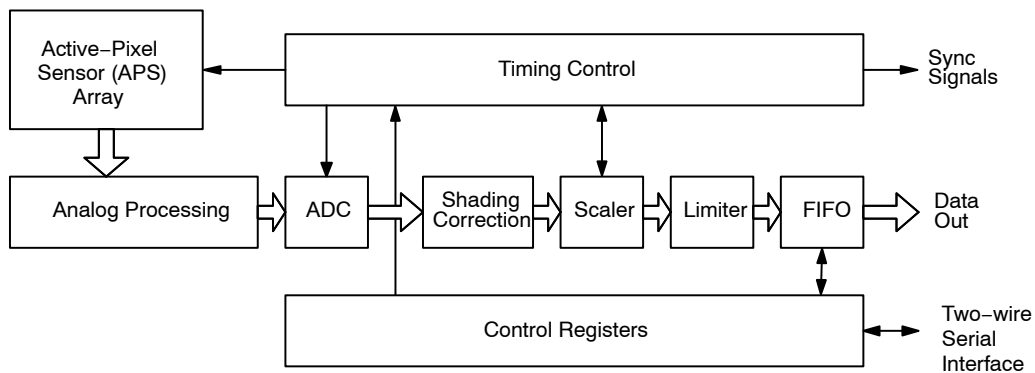 Active−Pixel
Sensor (APS)
Array
Timing Control
Sync
Signals
Analog Processing
ADC
Shading
Correction
Scaler
Limiter
FIFO
Data
Out
Control Registers
Two−wire
Serial
Interface